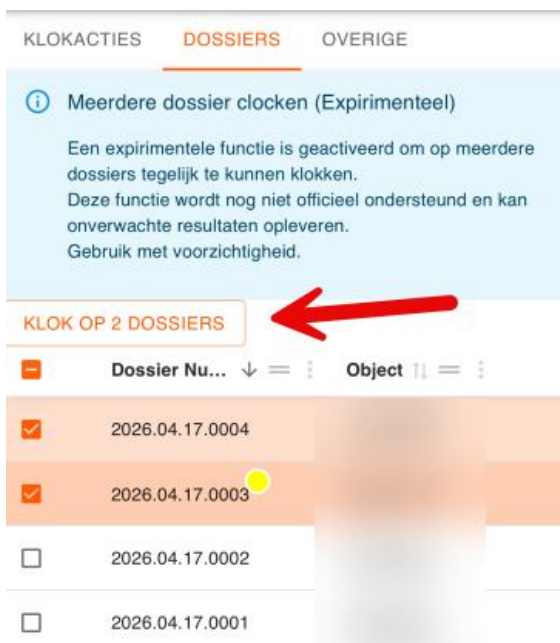 KLOKACTIES DOSSIERS OVERIGE
Meerdere dossier clocken (Expirimenteel)
Een expirimentele functie is geactiveerd om op meerdere
dossiers tegelijk te kunnen klokken.
Deze functie wordt nog niet officieel ondersteund en kan
onverwachte resultaten opleveren.
Gebruik met voorzichtigheid.
KLOK OP 2 DOSSIERS
Dossier Nu... Object
2026.04.17.0004
2026.04.17.0003
2026.04.17.0002
2026.04.17.0001